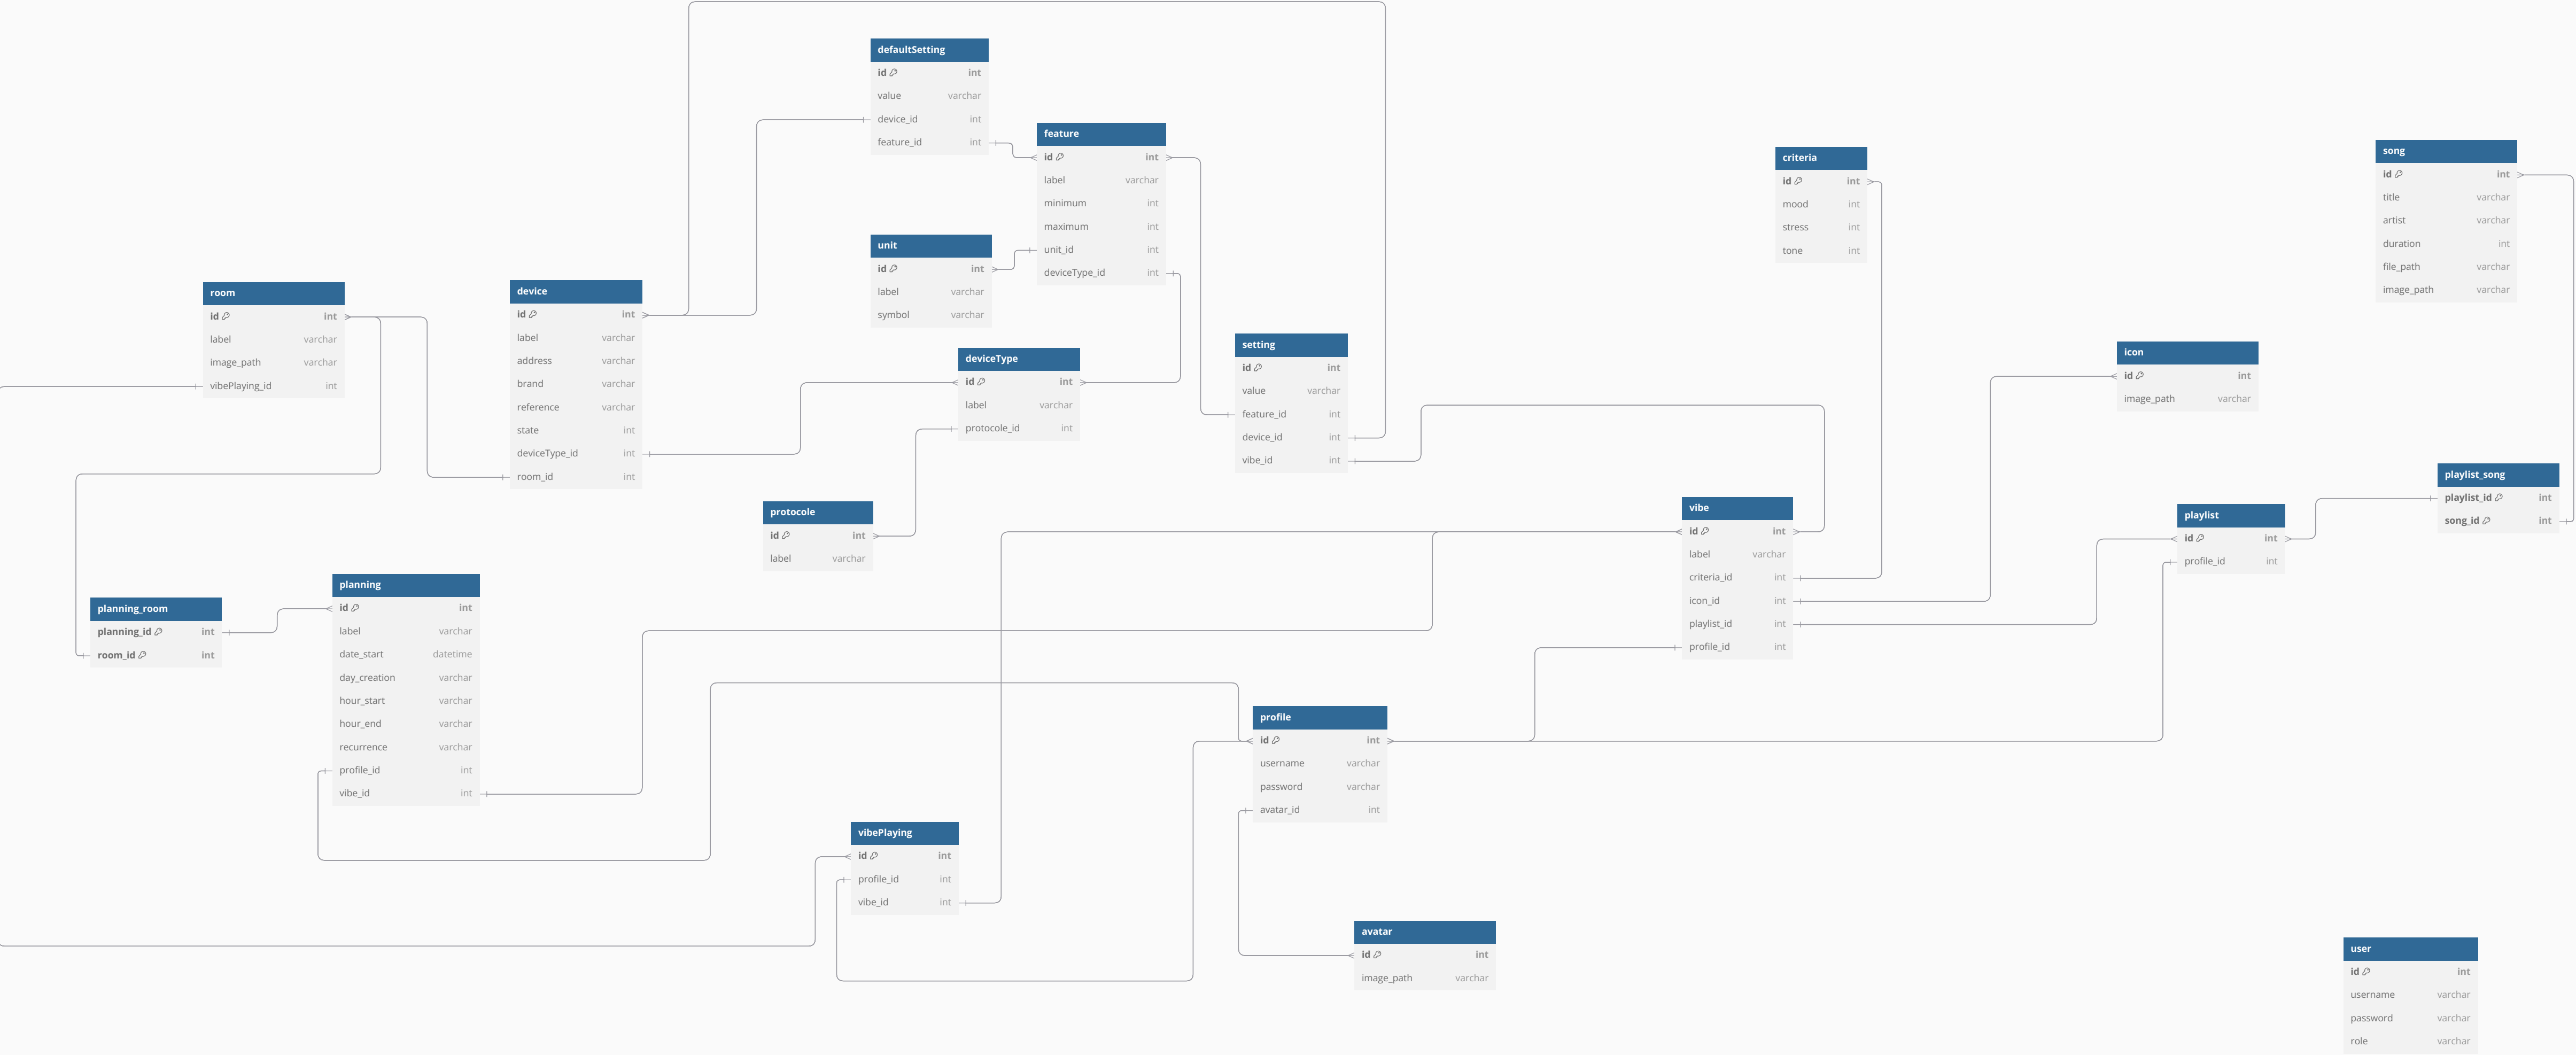 defaultSetting
id int
value varchar
device_id int
feature_id int
feature
id int
label varchar
minimum int
maximum int
unit_id int
deviceType_id int
unit
id int
label varchar
symbol varchar
criteria
id int
mood int
stress int
tone int
song
id int
title varchar
artist varchar
duration int
file_path varchar
image_path varchar
room
id int
label varchar
image_path varchar
vibePlaying_id int
device
id int
label varchar
address varchar
brand varchar
reference varchar
state int
deviceType_id int
room_id int
deviceType
id int
label varchar
protocole_id int
setting
id int
value varchar
feature_id int
device_id int
vibe_id int
icon
id int
image_path varchar
protocole
id int
label varchar
vibe
id int
label varchar
criteria_id int
icon_id int
playlist_id int
profile_id int
playlist
id int
profile_id int
playlist_song
playlist_id int
song_id int
planning_room
planning_id int
room_id int
planning
id int
label varchar
date_start datetime
day_creation varchar
hour_start varchar
hour_end varchar
recurrence varchar
profile_id int
vibe_id int
profile
id int
username varchar
password varchar
avatar_id int
vibePlaying
id int
profile_id int
vibe_id int
avatar
id int
image_path varchar
user
id int
username varchar
password varchar
role varchar